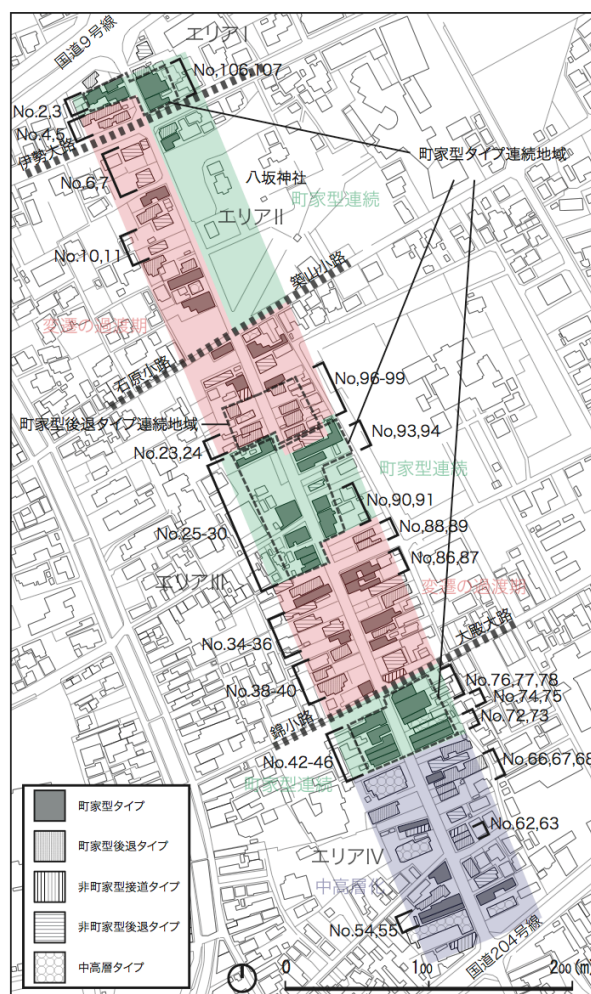 エリアI
国道9号線
No,106,107
No.2,3
No.4,5
伊勢大路
町家型タイプ連続地域
No.6,7
八坂神社
町家型連続
エリアII
No.10,11
築山小路
変遷の過渡期
石原小路
No,96-99
町家型後退タイプ連続地域
No,93,94
No.23,24
町家型連続
No,90,91
No.25-30
No,88,89
No,86,87
エリアIII
変遷の過渡期
大殿大路
No.34-36
No.76,77,78
No.38-40
No.74,75
No.72,73
錦小路
No.42-46
No.66,67,68
町家型連続
No.62,63
エリアIV
中高層化
No.54,55
国道204号線
町家型タイプ
町家型後退タイプ
非町家型接道タイプ
非町家型後退タイプ
中高層タイプ
0 100 200 (m)